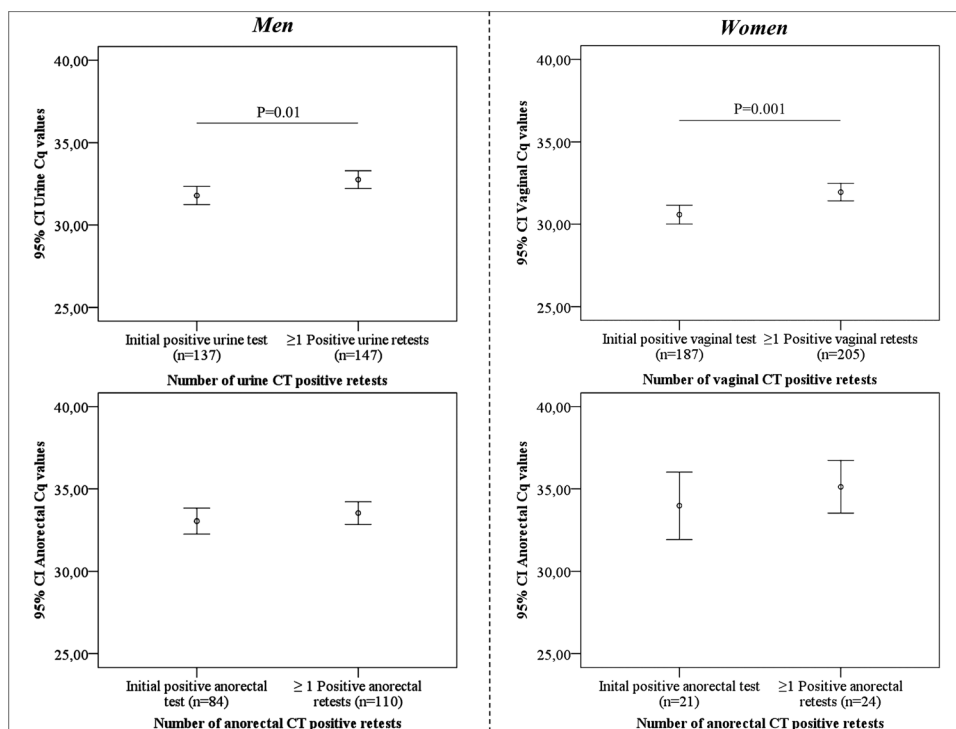 Men
95% CI Urine Cq values
40,00
35,00
30,00
25,00
P=0.01
Initial positive urine test
(n=137)
≥1 Positive urine retests
(n=147)
Number of urine CT positive retests
Women
95% CI Vaginal Cq values
40,00
35,00
30,00
25,00
P=0.001
Initial positive vaginal test
(n=187)
≥1 Positive vaginal retests
(n=205)
Number of vaginal CT positive retests
95% CI Anorectal Cq values
40,00
35,00
30,00
25,00
Initial positive anorectal
test (n=84)
≥ 1 Positive anorectal
retests (n=110)
Number of anorectal CT positive retests
95% CI Anorectal Cq values
40,00
35,00
30,00
25,00
Inital positive anorectal test
(n=21)
≥1 Positive anorectal
retests (n=24)
Number of anorectal CT positive retests